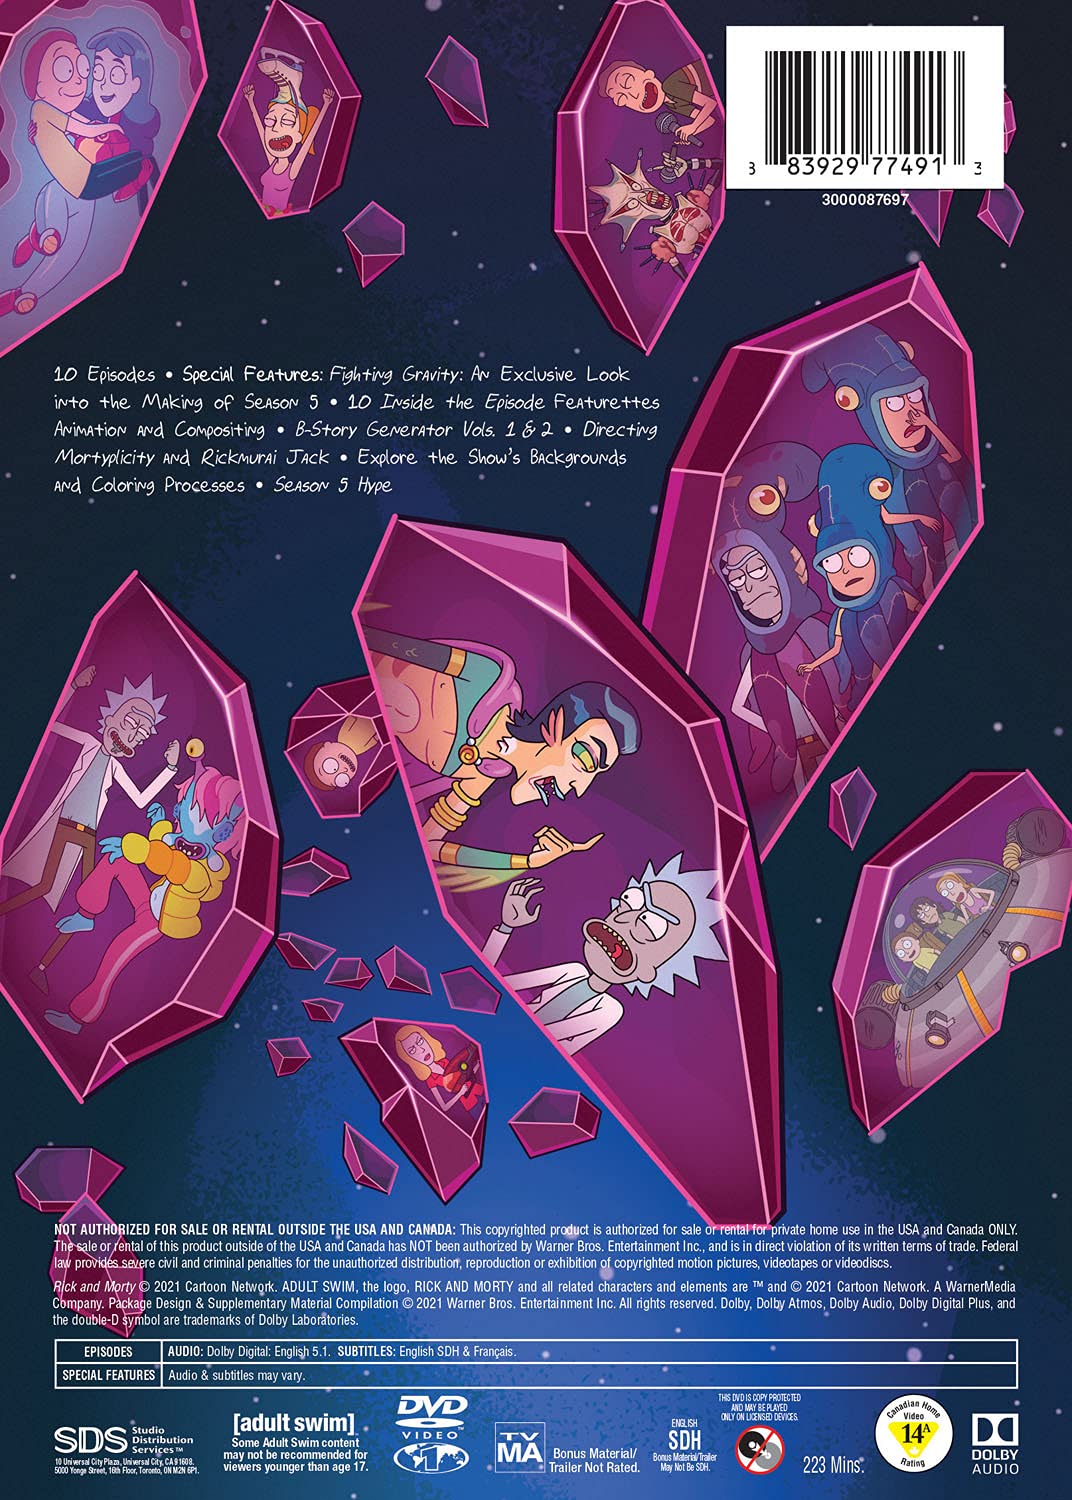 8 83929 77491 3
3000087697
10 Episodes • Special Features: Fighting Gravity: An Exclusive Look
into the Making of Season 5 • 10 Inside the Episode Featurettes
Animation and Compositing • B-Story Generator Vols. 1 & 2 • Directing
Mortyplicity and Rickmurai Jack • Explore the Show's Backgrounds
and Coloring Processes • Season 5 Hype
NOT AUTHORIZED FOR SALE OR RENTAL OUTSIDE THE USA AND CANADA: This copyrighted product is authorized for sale or rental for private home use in the USA and Canada ONLY.
The sale or rental of this product outside of the USA and Canada has NOT been authorized by Warner Bros. Entertainment Inc., and is in direct violation of its written terms of trade. Federal
law provides severe civil and criminal penalties for the unauthorized distribution, reproduction or exhibition of copyrighted motion pictures, videotapes or videodiscs.
Rick and Morty © 2021 Cartoon Network. ADULT SWIM, the logo, RICK AND MORTY and all related characters and elements are ™ and © 2021 Cartoon Network. A WarnerMedia
Company. Package Design & Supplementary Material Compilation © 2021 Warner Bros. Entertainment Inc. All rights reserved. Dolby, Dolby Atmos, Dolby Audio, Dolby Digital Plus, and
the double-D symbol are trademarks of Dolby Laboratories.
EPISODES AUDIO: Dolby Digital: English 5.1. SUBTITLES: English SDH & Français.
SPECIAL FEATURES Audio & subtitles may vary.
SDS Studio
Distribution
Services™
10 Universal City Plaza, Universal City, CA 91608.
5000 Yonge Street, 16th Floor, Toronto, ON M2N 6P1.
[adult swim]
Some Adult Swim content
may not be recommended for
viewers younger than age 17.
DVD
VIDEO
1
TV
MA
Bonus Material/
Trailer Not Rated.
ENGLISH
SDH
Bonus Material/Trailer
May Not Be SDH.
THIS DVD IS COPY PROTECTED
AND MAY BE PLAYED
ONLY ON LICENSED DEVICES.
223 Mins.
Canadian Home
Video
14A
Rating
DOLBY
AUDIO